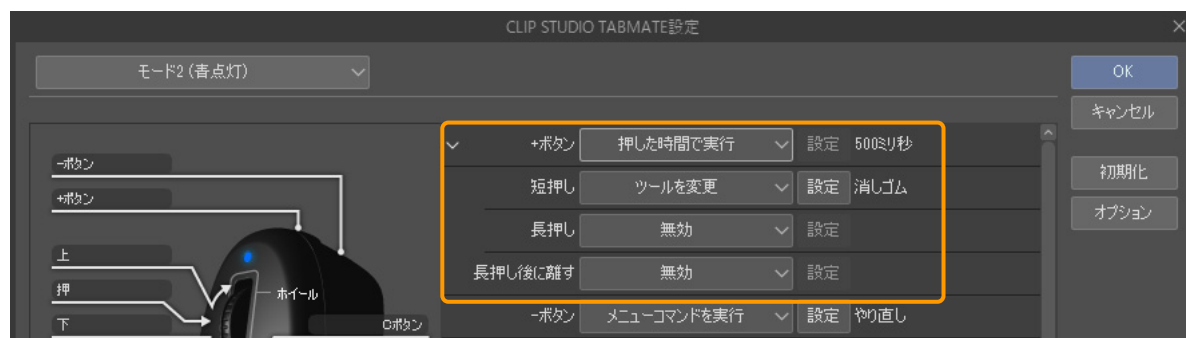 CLIP STUDIO TABMATE設定
モード2 (青点灯)
OK
キャンセル
初期化
オプション
+ボタン 押した時間で実行 設定 500ミリ秒
短押し ツールを変更 設定 消しゴム
長押し 無効 設定
長押し後に離す 無効 設定
-ボタン メニューコマンドを実行 設定 やり直し
-ボタン
+ボタン
上
押
下
ホイール
Gボタン